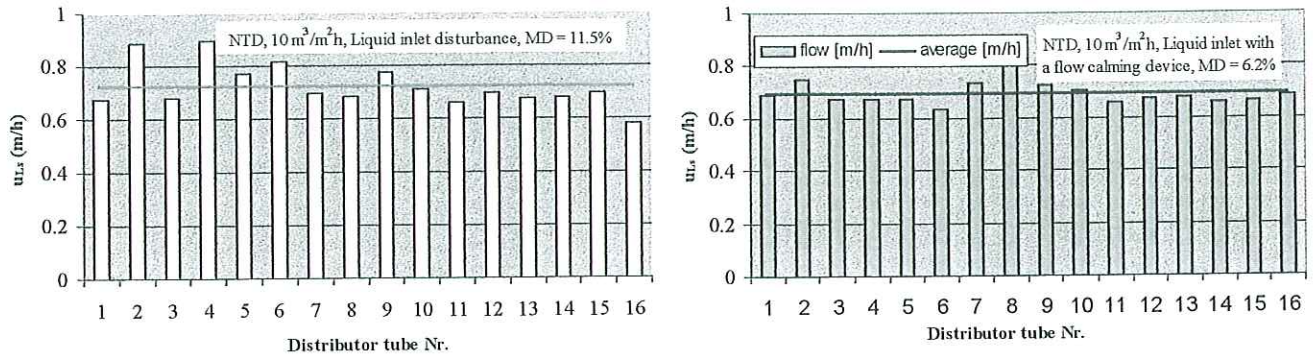 NTD, 10 m³/m²h, Liquid inlet disturbance, MD = 11.5%
1
0.8
0.6
0.4
0.2
0
u_Ls (m/h)
1 2 3 4 5 6 7 8 9 10 11 12 13 14 15 16
Distributor tube Nr.
flow [m/h] average [m/h]
NTD, 10 m³/m²h, Liquid inlet with
a flow calming device, MD = 6.2%
1
0.8
0.6
0.4
0.2
0
u_Ls (m/h)
1 2 3 4 5 6 7 8 9 10 11 12 13 14 15 16
Distributor tube Nr.